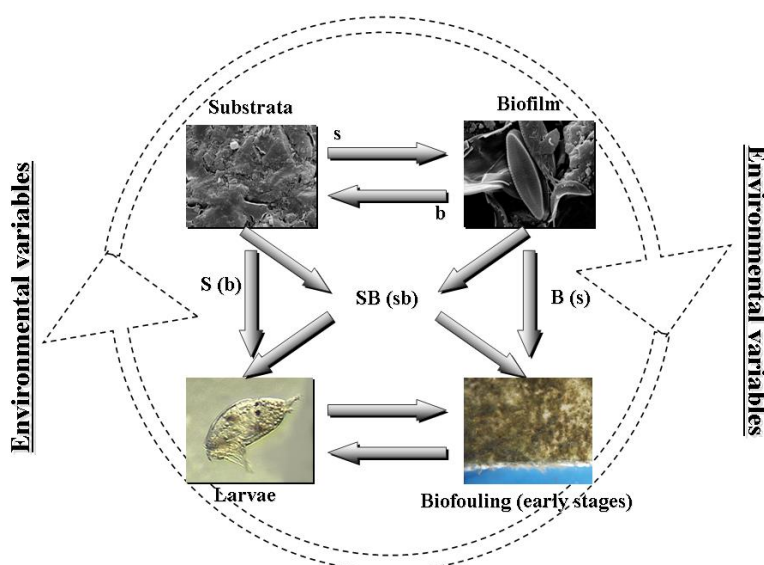 Substrata
Biofilm
s
b
Environmental variables
Environmental variables
S (b)
SB (sb)
B (s)
Larvae
Biofouling (early stages)